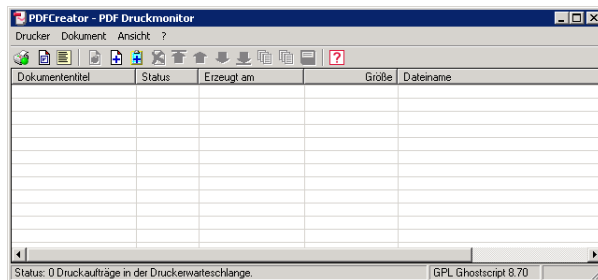 PDFCreator - PDF Druckmonitor
Drucker Dokument Ansicht ?
?
Dokumententitel Status Erzeugt am Größe Dateiname
Status: 0 Druckaufträge in der Druckerwarteschlange. GPL Ghostscript 8.70